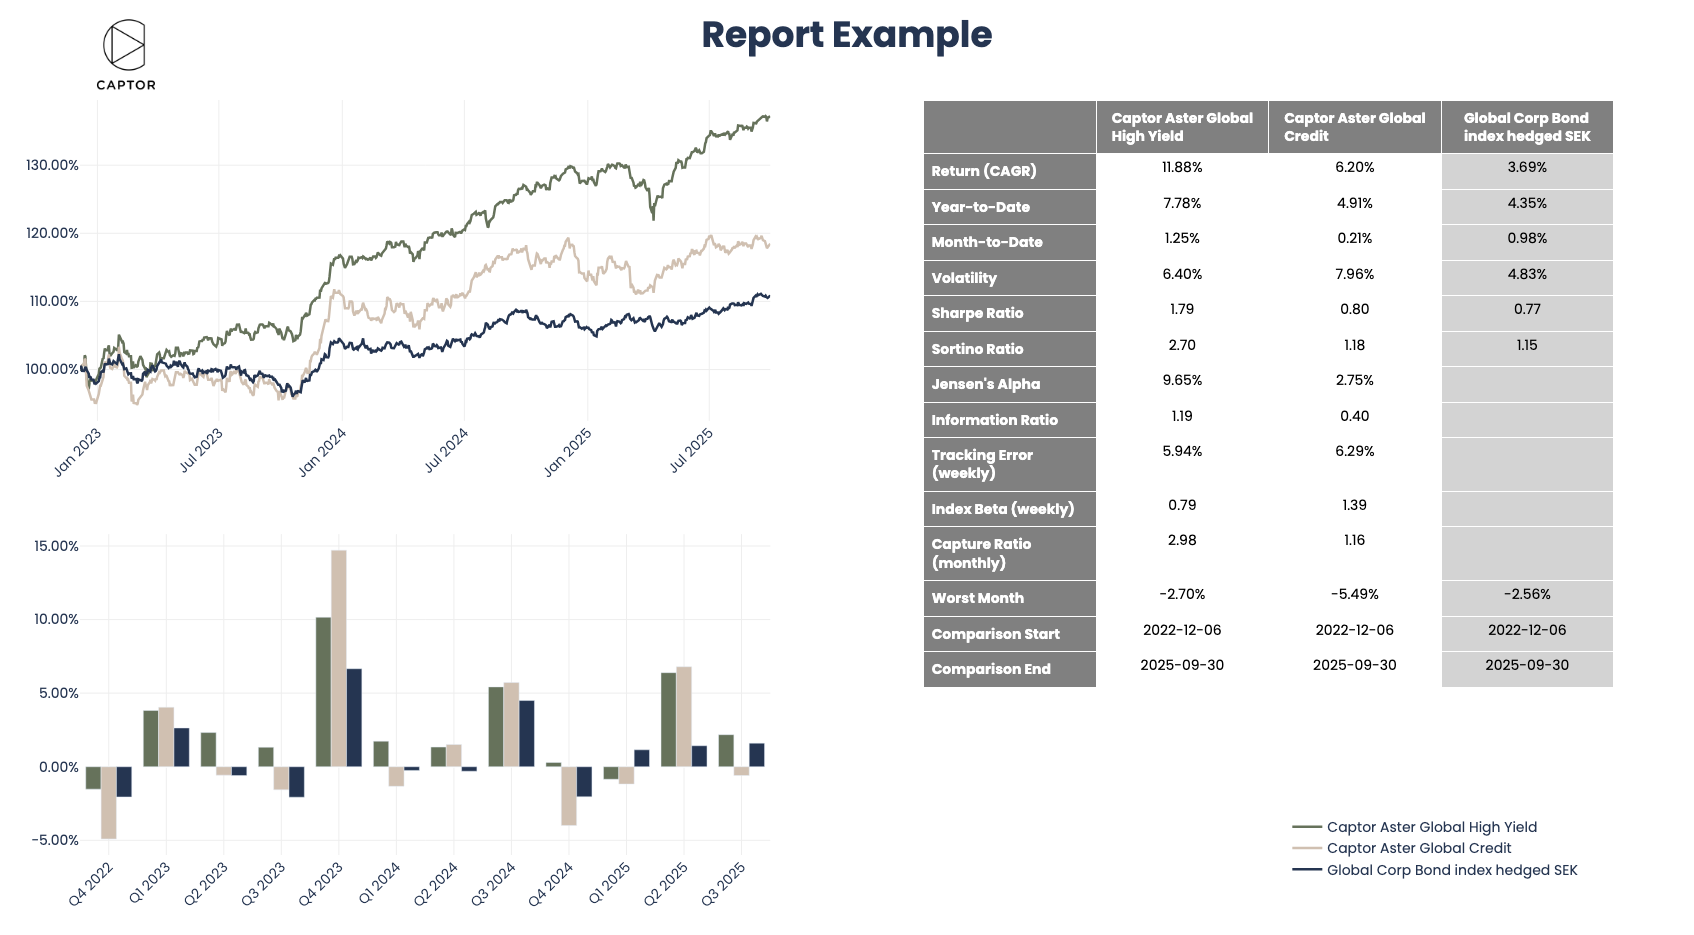 Report Example
CAPTOR
130.00%
120.00%
110.00%
100.00%
Jan 2023
Jul 2023
Jan 2024
Jul 2024
Jan 2025
Jul 2025
15.00%
10.00%
5.00%
0.00%
−5.00%
Q4 2022
Q1 2023
Q2 2023
Q3 2023
Q4 2023
Q1 2024
Q2 2024
Q3 2024
Q4 2024
Q1 2025
Q2 2025
Q3 2025
Captor Aster Global High Yield
Captor Aster Global Credit
Global Corp Bond index hedged SEK
Return (CAGR) 11.88% 6.20% 3.69%
Year-to-Date 7.78% 4.91% 4.35%
Month-to-Date 1.25% 0.21% 0.98%
Volatility 6.40% 7.96% 4.83%
Sharpe Ratio 1.79 0.80 0.77
Sortino Ratio 2.70 1.18 1.15
Jensen's Alpha 9.65% 2.75%
Information Ratio 1.19 0.40
Tracking Error (weekly) 5.94% 6.29%
Index Beta (weekly) 0.79 1.39
Capture Ratio (monthly) 2.98 1.16
Worst Month -2.70% -5.49% -2.56%
Comparison Start 2022-12-06 2022-12-06 2022-12-06
Comparison End 2025-09-30 2025-09-30 2025-09-30
Captor Aster Global High Yield
Captor Aster Global Credit
Global Corp Bond index hedged SEK